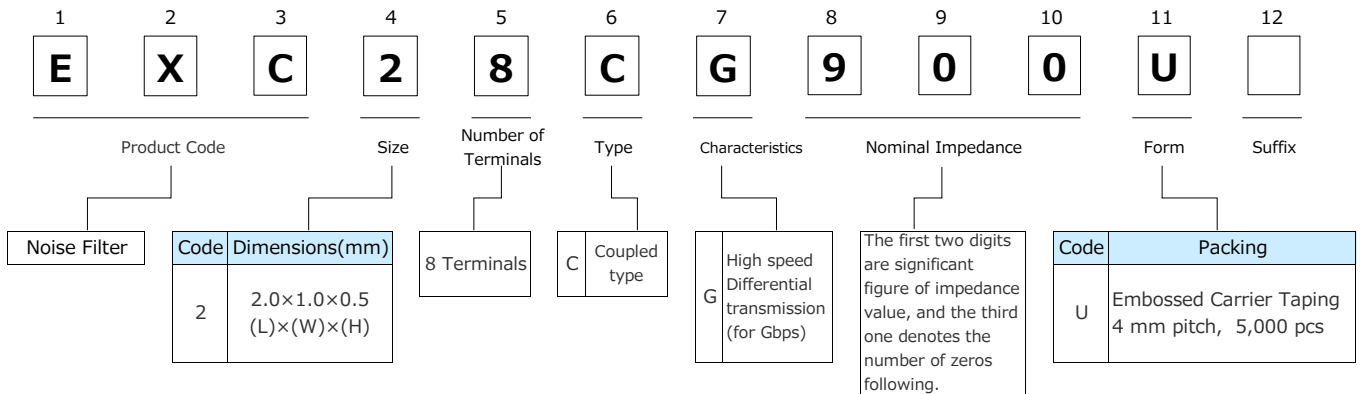 1 2 3 4 5 6 7 8 9 10 11 12
E X C 2 8 C G 9 0 0 U
Product Code
Size
Number of
Terminals
Type
Characteristics
Nominal Impedance
Form
Suffix
Noise Filter
Code Dimensions(mm)
2
2.0×1.0×0.5
(L)×(W)×(H)
8 Terminals
C
Coupled
type
G
High speed
Differential
transmission
(for Gbps)
The first two digits
are significant
figure of impedance
value, and the third
one denotes the
number of zeros
following.
Code Packing
U
Embossed Carrier Taping
4 mm pitch, 5,000 pcs